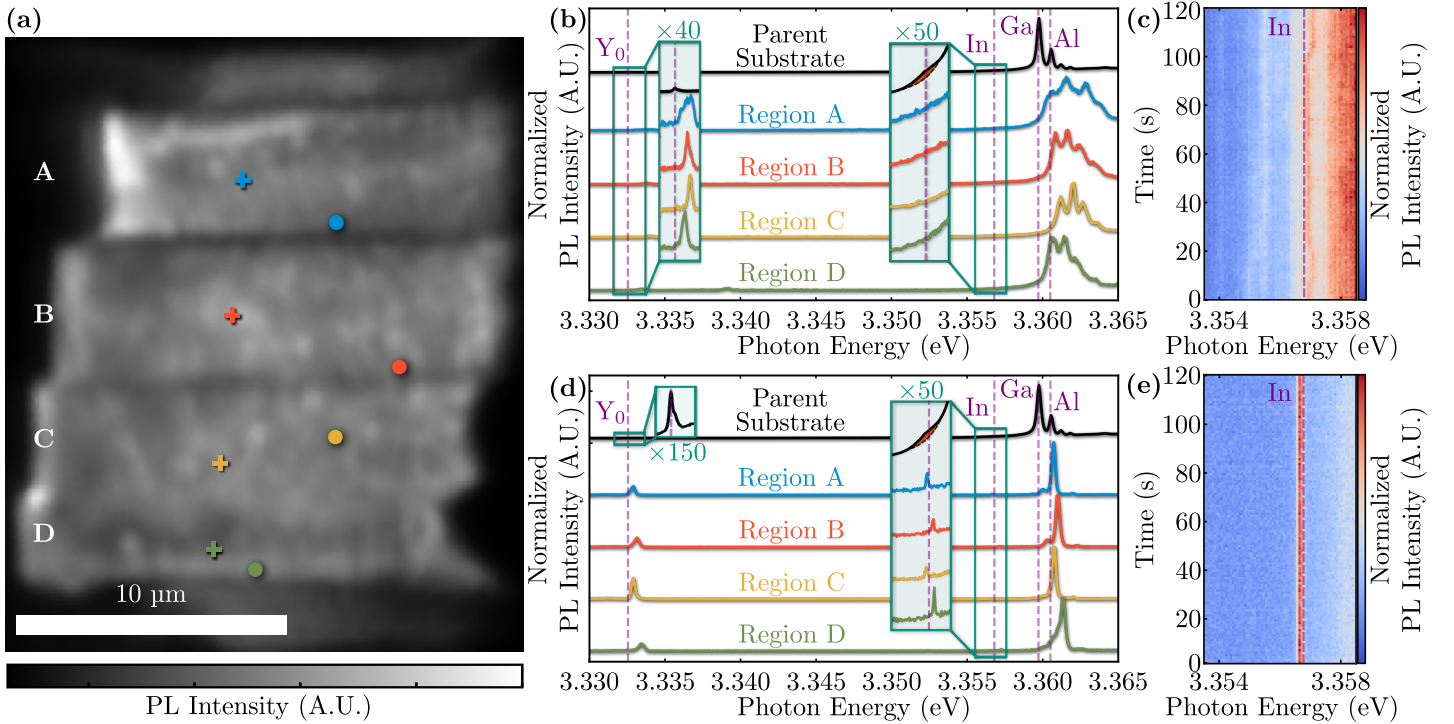 (a)
A
B
C
D
10 µm
PL Intensity (A.U.)
(b)
Normalized
PL Intensity (A.U.)
Y₀
×40
Parent
Substrate
×50
In
Ga
Al
Region A
Region B
Region C
Region D
3.330 3.335 3.340 3.345 3.350 3.355 3.360 3.365
Photon Energy (eV)
(c)
Time (s)
120
100
80
60
40
20
0
In
3.354 3.358
Photon Energy (eV)
Normalized
PL Intensity (A.U.)
(d)
Normalized
PL Intensity (A.U.)
Y₀
×150
Parent
Substrate
×50
In
Ga
Al
Region A
Region B
Region C
Region D
3.330 3.335 3.340 3.345 3.350 3.355 3.360 3.365
Photon Energy (eV)
(e)
Time (s)
120
100
80
60
40
20
0
In
3.354 3.358
Photon Energy (eV)
Normalized
PL Intensity (A.U.)